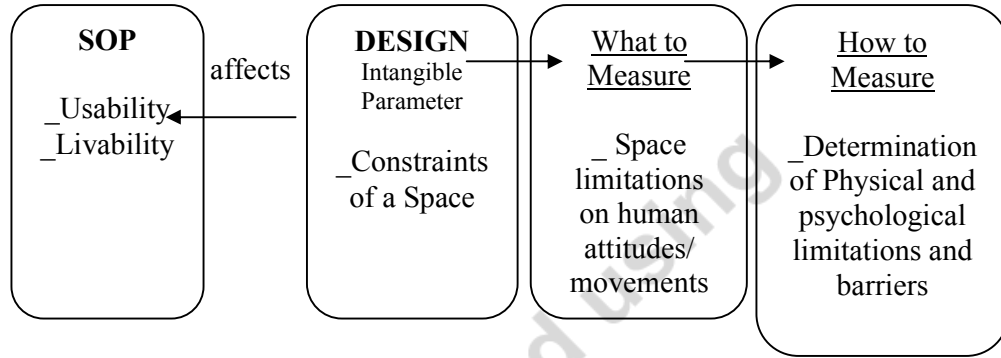 SOP
_Usability
_Livability
affects
DESIGN
Intangible
Parameter
_Constraints
of a Space
What to
Measure
_ Space
limitations
on human
attitudes/
movements
How to
Measure
_Determination
of Physical and
psychological
limitations and
barriers
d using